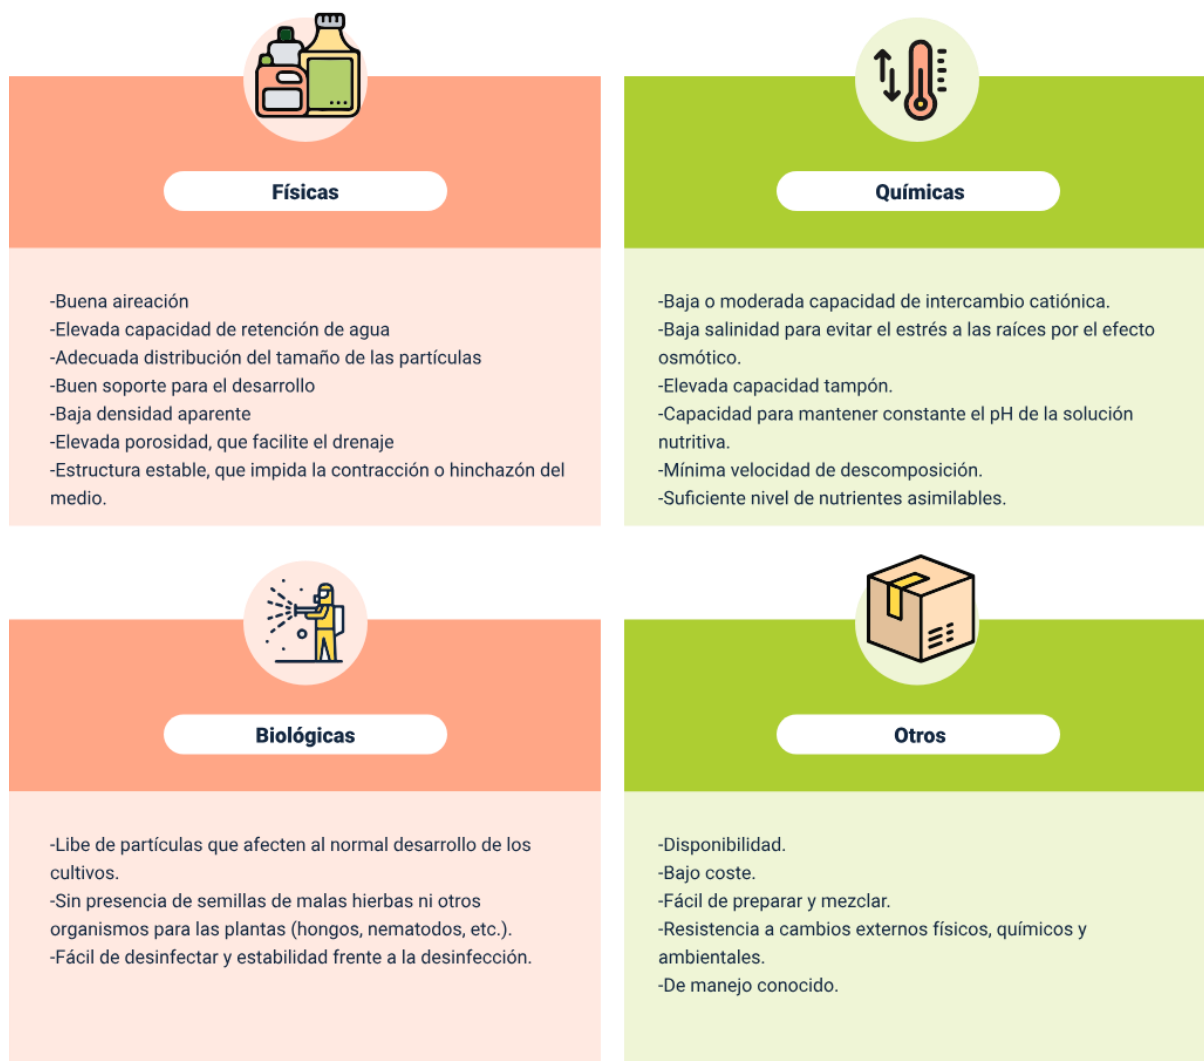 Físicas
-Buena aireación
-Elevada capacidad de retención de agua
-Adecuada distribución del tamaño de las partículas
-Buen soporte para el desarrollo
-Baja densidad aparente
-Elevada porosidad, que facilite el drenaje
-Estructura estable, que impida la contracción o hinchazón del
medio.
Químicas
-Baja o moderada capacidad de intercambio catiónica.
-Baja salinidad para evitar el estrés a las raíces por el efecto
osmótico.
-Elevada capacidad tampón.
-Capacidad para mantener constante el pH de la solución
nutritiva.
-Mínima velocidad de descomposición.
-Suficiente nivel de nutrientes asimilables.
Biológicas
-Libe de partículas que afecten al normal desarrollo de los
cultivos.
-Sin presencia de semillas de malas hierbas ni otros
organismos para las plantas (hongos, nematodos, etc.).
-Fácil de desinfectar y estabilidad frente a la desinfección.
Otros
-Disponibilidad.
-Bajo coste.
-Fácil de preparar y mezclar.
-Resistencia a cambios externos físicos, químicos y
ambientales.
-De manejo conocido.